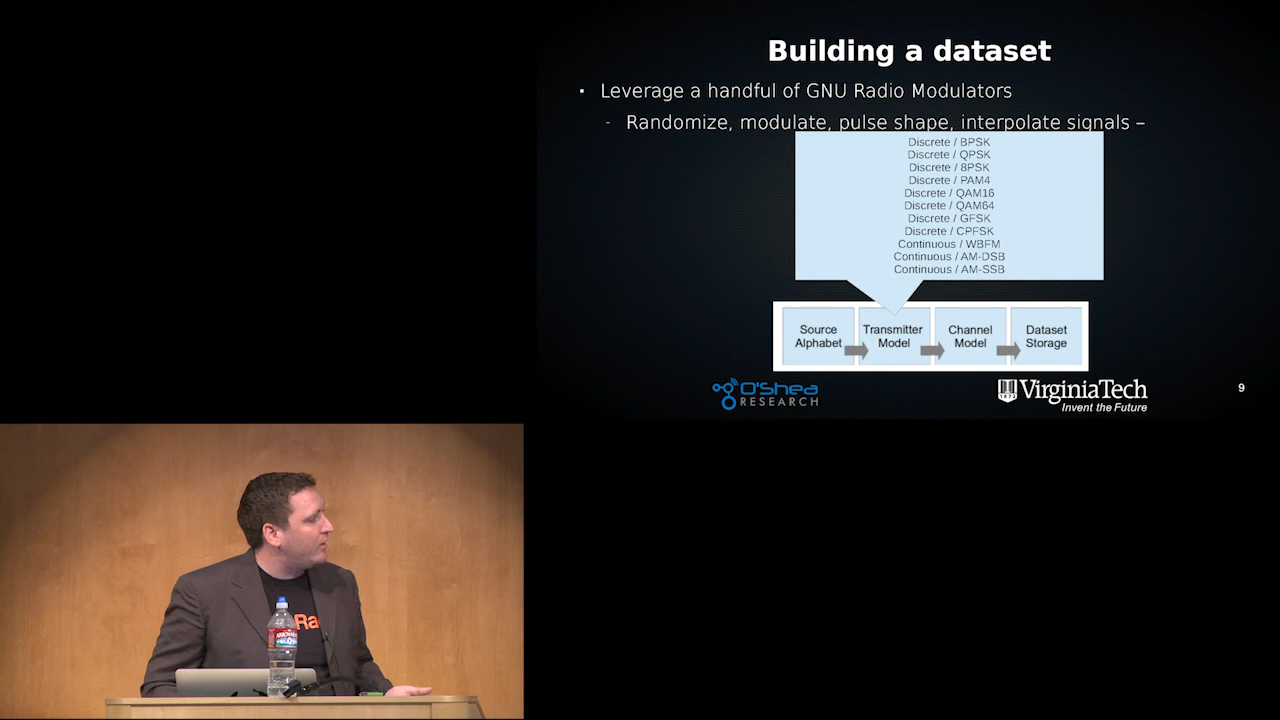 Building a dataset
▪ Leverage a handful of GNU Radio Modulators
- Randomize, modulate, pulse shape, interpolate signals –
Discrete / BPSK
Discrete / QPSK
Discrete / 8PSK
Discrete / PAM4
Discrete / QAM16
Discrete / QAM64
Discrete / GFSK
Discrete / CPFSK
Continuous / WBFM
Continuous / AM-DSB
Continuous / AM-SSB
Source
Alphabet
Transmitter
Model
Channel
Model
Dataset
Storage
O'Shea
RESEARCH
1872
VirginiaTech
Invent the Future
9
Ra